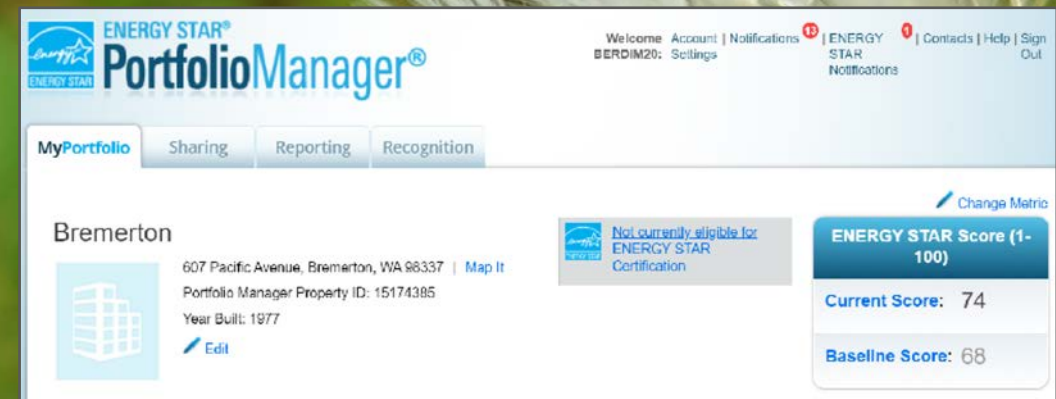 ENERGY STAR®
PortfolioManager®
energy
ENERGY STAR
Welcome BERDIM20: Account Settings | Notifications 13 | ENERGY STAR Notifications 1 | Contacts | Help | Sign Out
MyPortfolio Sharing Reporting Recognition
Change Metric
Bremerton
607 Pacific Avenue, Bremerton, WA 98337 | Map It
Portfolio Manager Property ID: 15174385
Year Built: 1977
Edit
Not currently eligible for
ENERGY STAR
Certification
ENERGY STAR Score (1-
100)
Current Score: 74
Baseline Score: 68